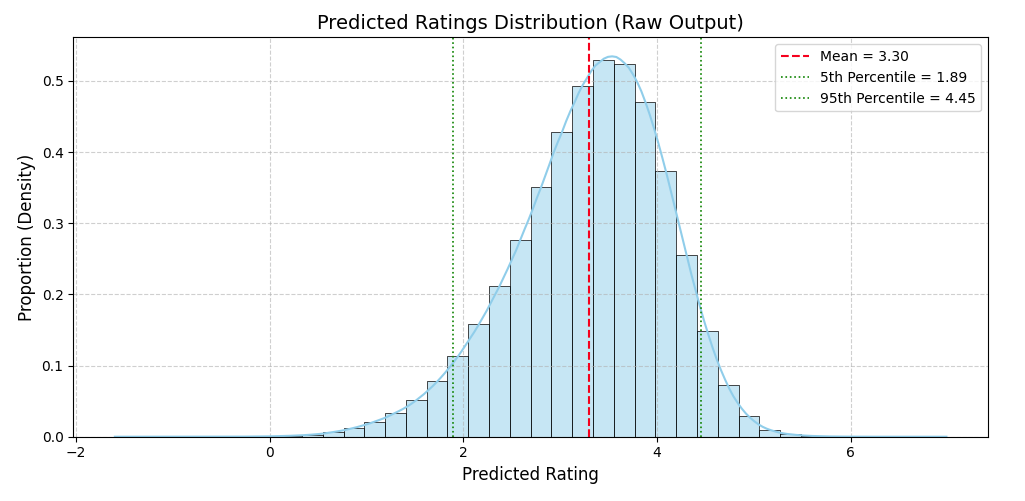 Predicted Ratings Distribution (Raw Output)
Mean = 3.30
5th Percentile = 1.89
95th Percentile = 4.45
Proportion (Density)
0.5
0.4
0.3
0.2
0.1
0.0
−2 0 2 4 6
Predicted Rating